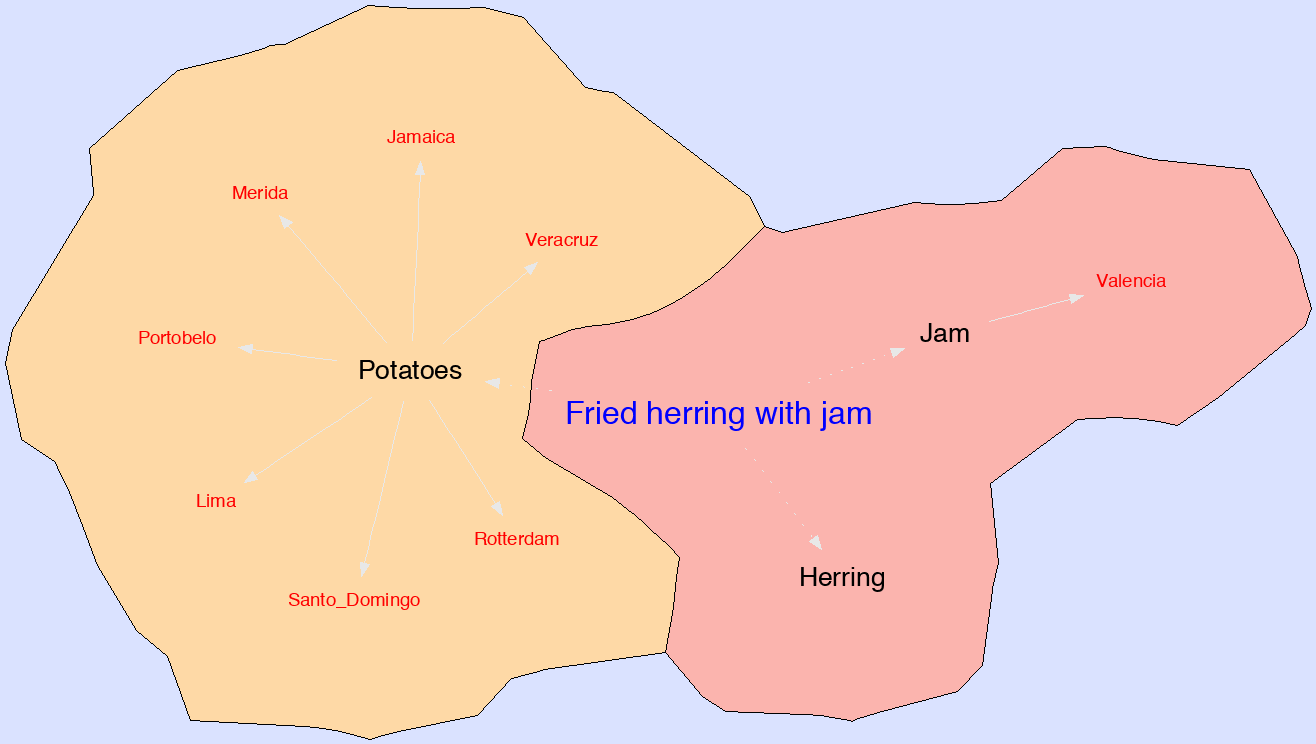 Jamaica
Merida
Veracruz
Valencia
Portobelo
Jam
Potatoes
Fried herring with jam
Lima
Rotterdam
Herring
Santo_Domingo